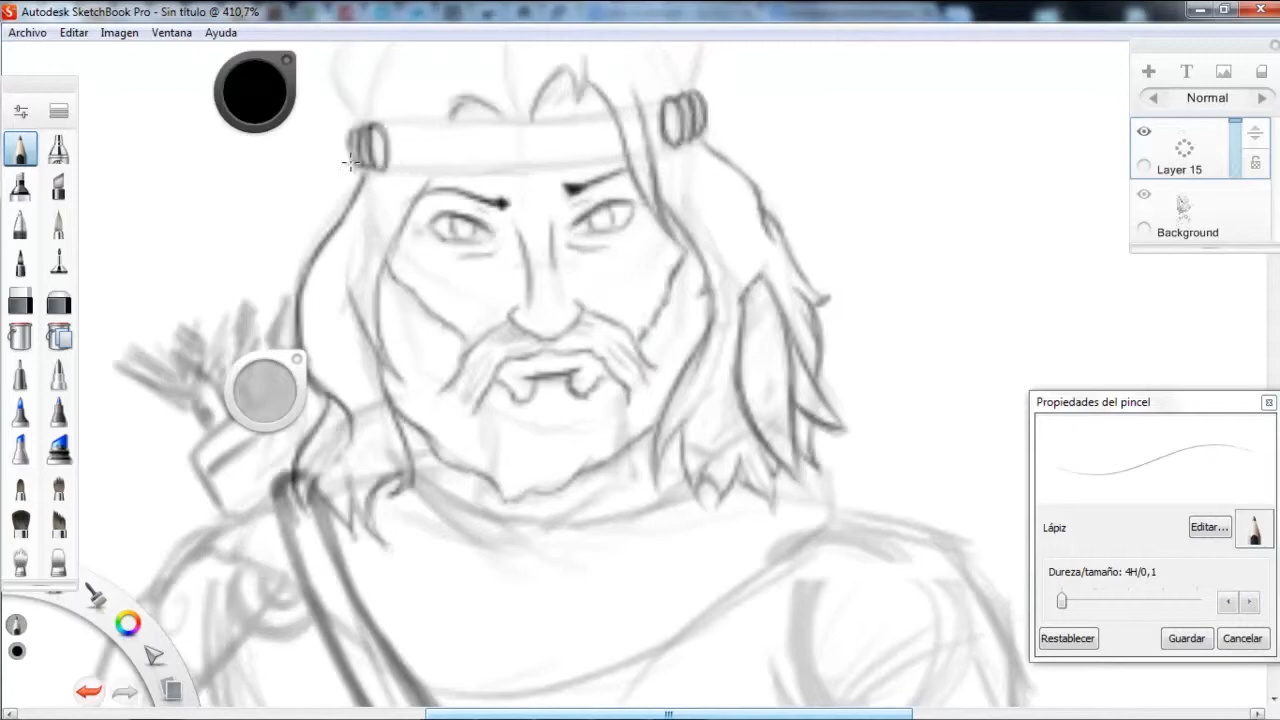 Autodesk SketchBook Pro - Sin título @ 410,7%
Archivo Editar Imagen Ventana Ayuda
T
Normal
Layer 15
Background
Propiedades del pincel
Lápiz
Editar...
Dureza/tamaño: 4H/0,1
Restablecer Guardar Cancelar